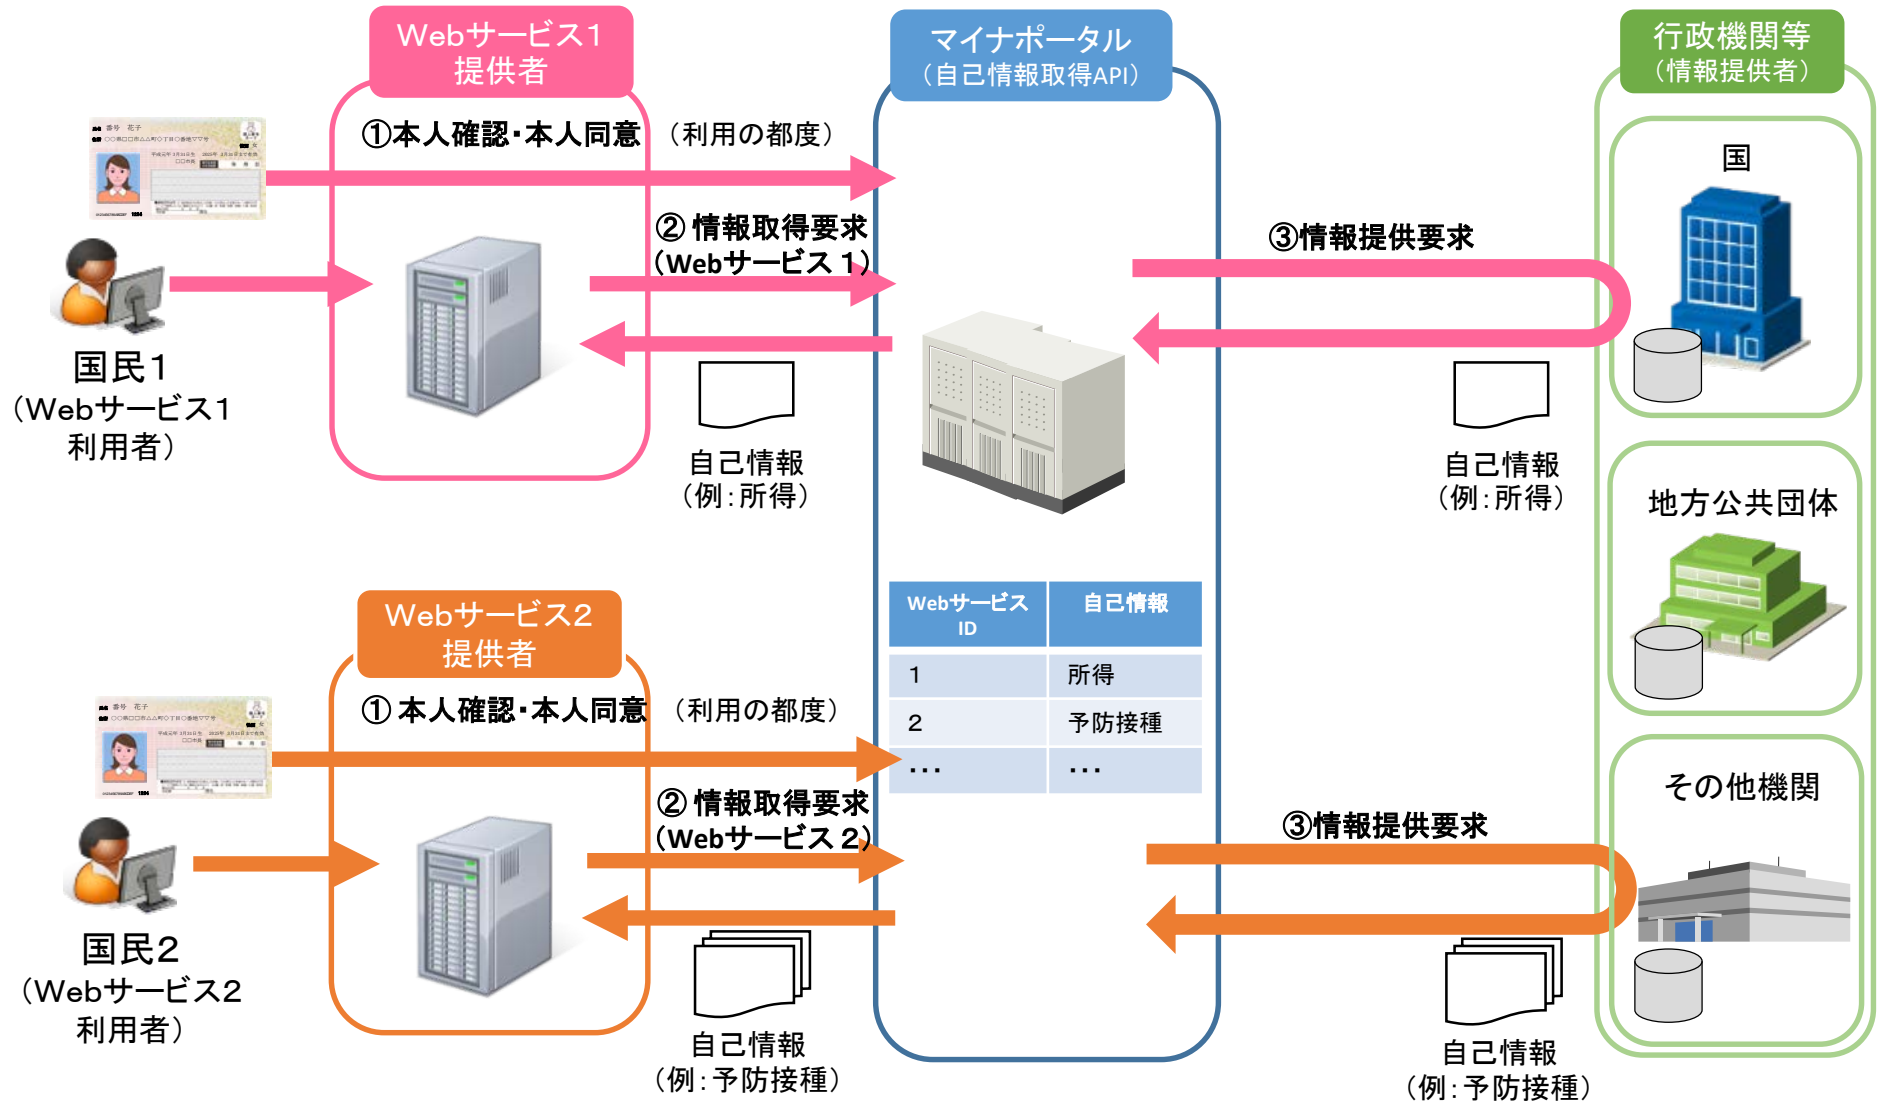 Webサービス1
提供者
マイナポータル
（自己情報取得API）
行政機関等
（情報提供者）
①本人確認・本人同意 （利用の都度）
番号 花子
国
②情報取得要求
（Webサービス１）
③情報提供要求
国民1
（Webサービス1
利用者）
自己情報
（例：所得）
自己情報
（例：所得）
地方公共団体
Webサービス ID
自己情報
1
所得
2
予防接種
・・・
・・・
Webサービス2
提供者
①本人確認・本人同意 （利用の都度）
番号 花子
その他機関
②情報取得要求
（Webサービス２）
③情報提供要求
国民2
（Webサービス2
利用者）
自己情報
（例：予防接種）
自己情報
（例：予防接種）